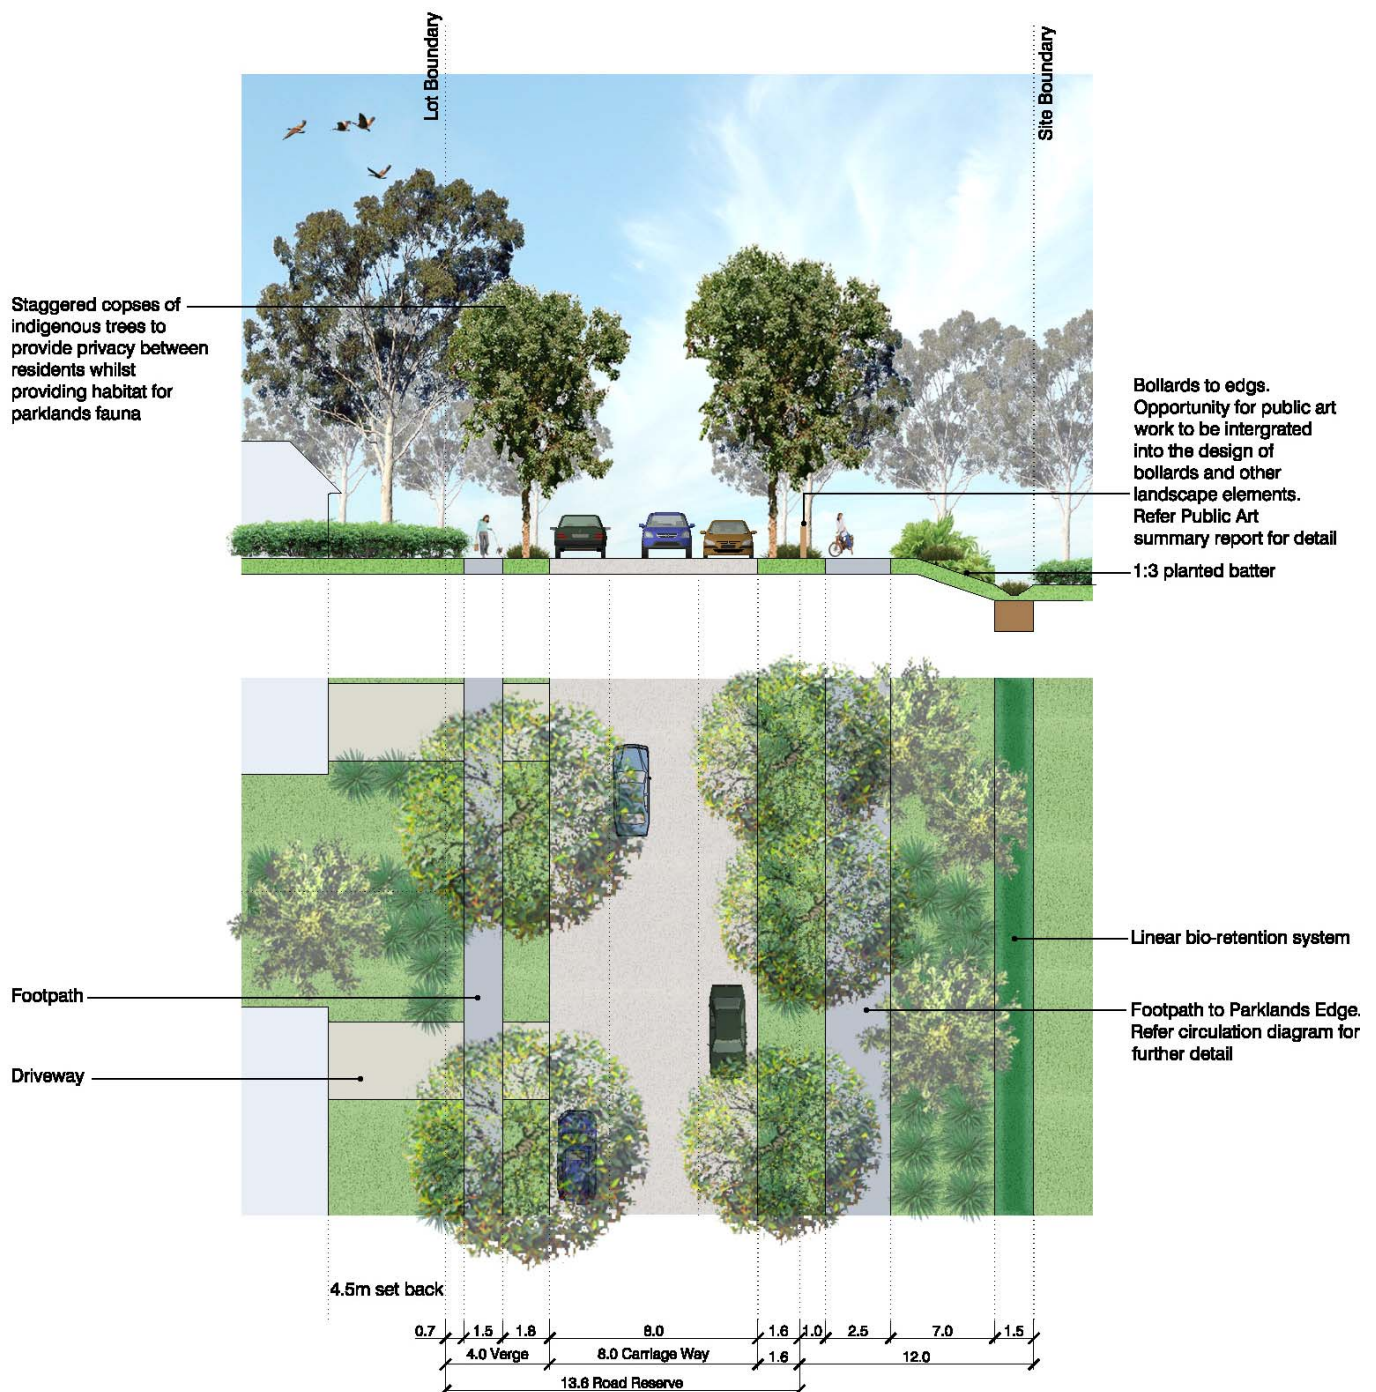 Lot Boundary
Site Boundary
Staggered copses of
indigenous trees to
provide privacy between
residents whilst
providing habitat for
parklands fauna
Bollards to edgs.
Opportunity for public art
work to be intergrated
into the design of
bollards and other
landscape elements.
Refer Public Art
summary report for detail
1:3 planted batter
Linear bio-retention system
Footpath
Footpath to Parklands Edge.
Refer circulation diagram for
further detail
Driveway
4.5m set back
0.7 1.5 1.8 8.0 1.6 1.0 2.5 7.0 1.5
4.0 Verge 8.0 Carriage Way 1.6 12.0
13.6 Road Reserve